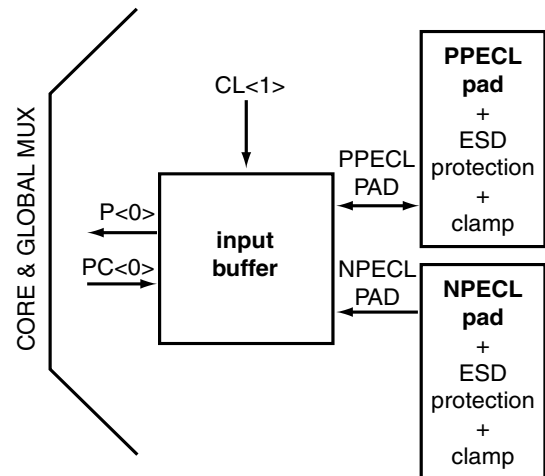 CORE & GLOBAL MUX
CL<1>
P<0>
PC<0>
input
buffer
PPECL
PAD
NPECL
PAD
PPECL
pad
+
ESD
protection
+
clamp
NPECL
pad
+
ESD
protection
+
clamp